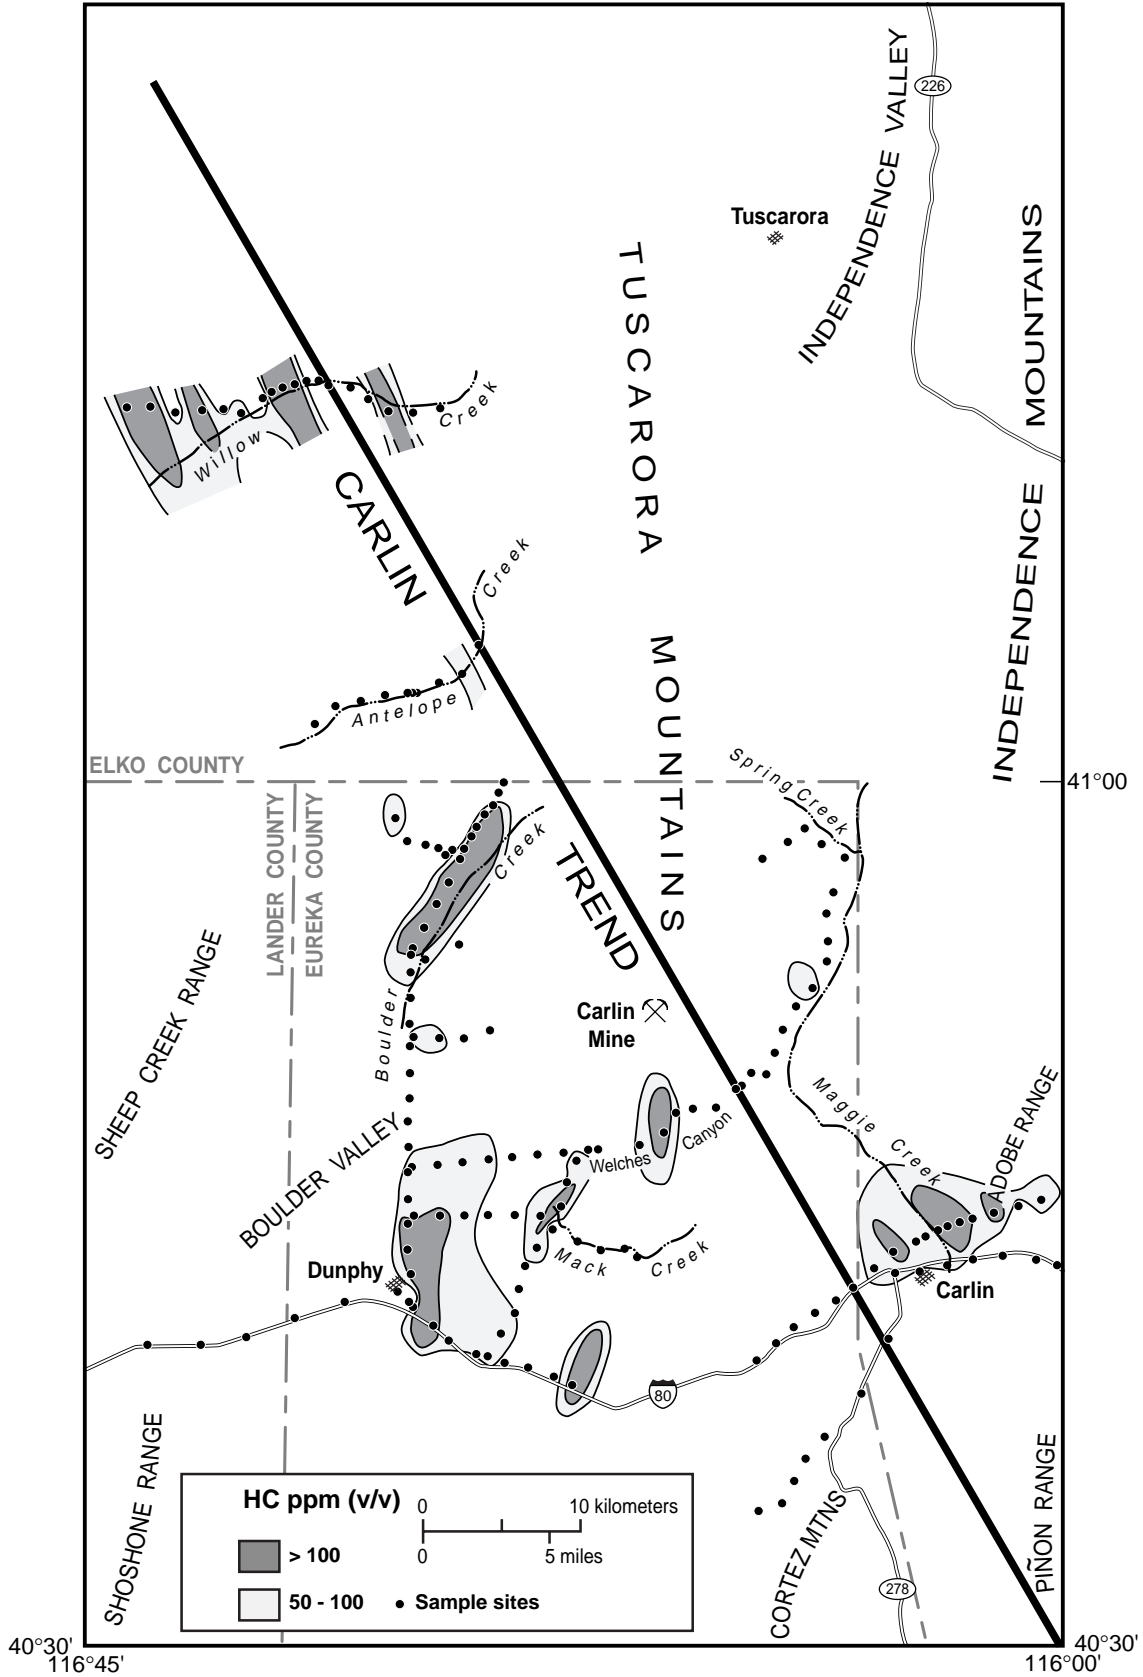 226
INDEPENDENCE VALLEY
Tuscarora
TUSCARORA MOUNTAINS
INDEPENDENCE MOUNTAINS
Willow Creek
CARLIN TREND
Antelope Creek
ELKO COUNTY
41°00
LANDER COUNTY
EUREKA COUNTY
Spring Creek
Boulder Creek
SHEEP CREEK RANGE
Carlin
Mine
Maggie Creek
ADOBE RANGE
Welches Canyon
BOULDER VALLEY
Mack Creek
Dunphy
Carlin
80
SHOSHONE RANGE
HC ppm (v/v)
0 10 kilometers
0 5 miles
> 100
50 - 100
Sample sites
CORTEZ MTNS
PIÑON RANGE
278
40°30'
116°45'
40°30'
116°00'